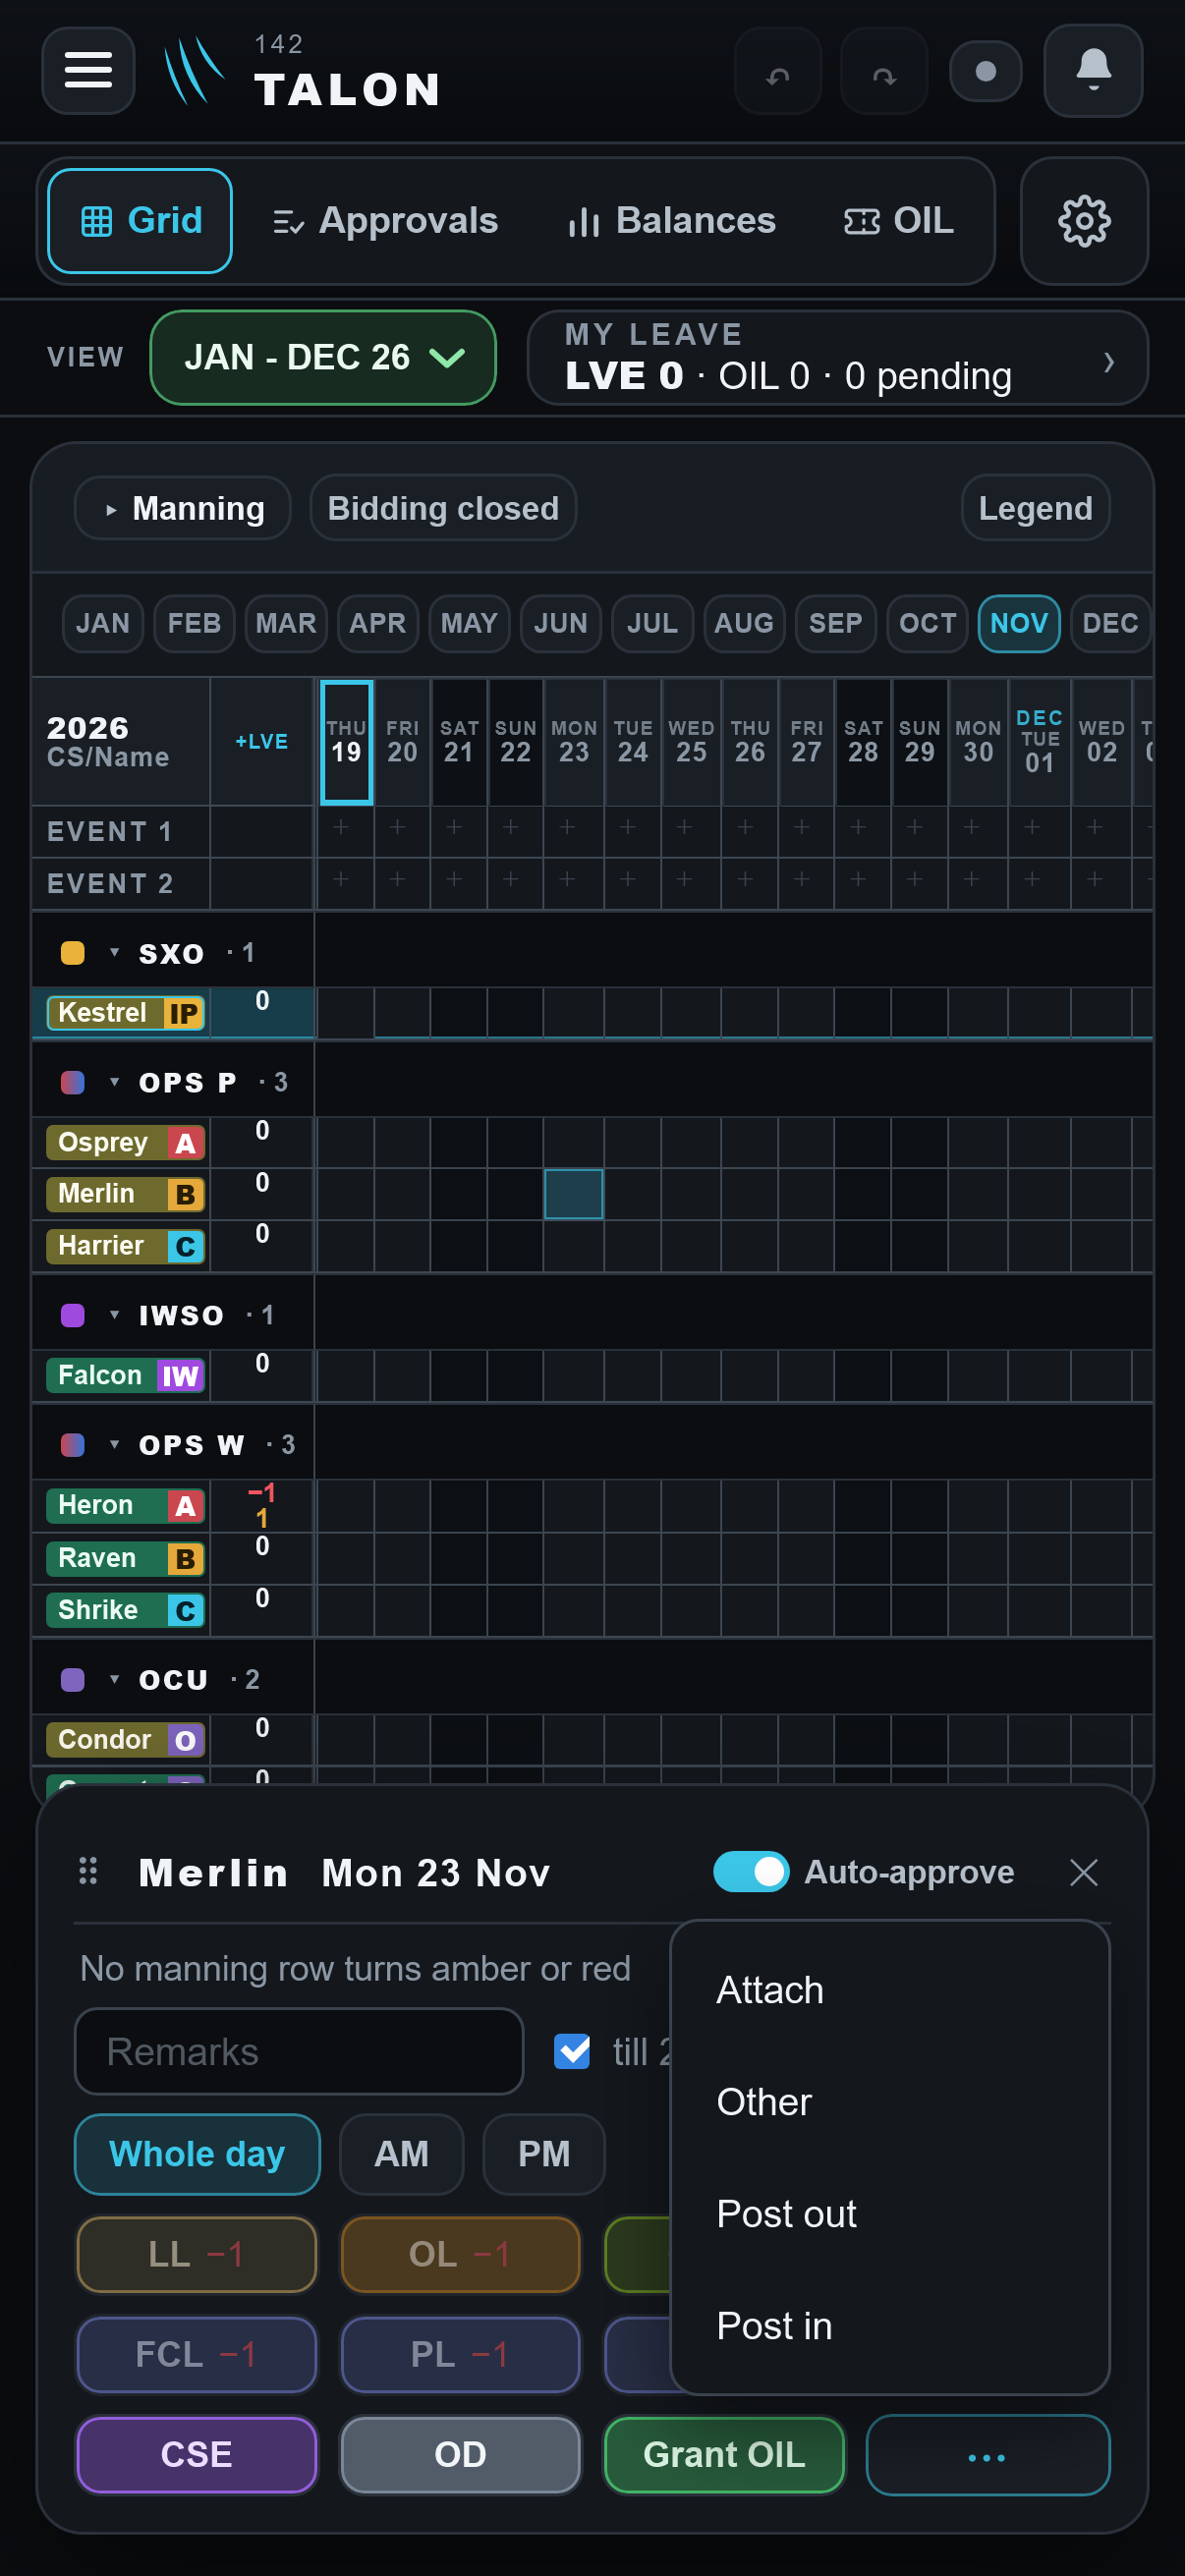 142
TALON
Grid
Approvals
Balances
OIL
VIEW
JAN - DEC 26
MY LEAVE
LVE 0 · OIL 0 · 0 pending
Manning
Bidding closed
Legend
JAN FEB MAR APR MAY JUN JUL AUG SEP OCT NOV DEC
2026
CS/Name
+LVE
THU 19
FRI 20
SAT 21
SUN 22
MON 23
TUE 24
WED 25
THU 26
FRI 27
SAT 28
SUN 29
MON 30
DEC TUE 01
WED 02
EVENT 1 + + + + + + + + + + + + + +
EVENT 2 + + + + + + + + + + + + + +
SXO · 1
Kestrel IP 0
OPS P · 3
Osprey A 0
Merlin B 0
Harrier C 0
IWSO · 1
Falcon IW 0
OPS W · 3
Heron A −1 1
Raven B 0
Shrike C 0
OCU · 2
Condor O 0
0
Merlin Mon 23 Nov
Auto-approve
No manning row turns amber or red
Remarks
till
Attach
Other
Post out
Post in
Whole day
AM
PM
LL −1
OL −1
FCL −1
PL −1
CSE
OD
Grant OIL
...